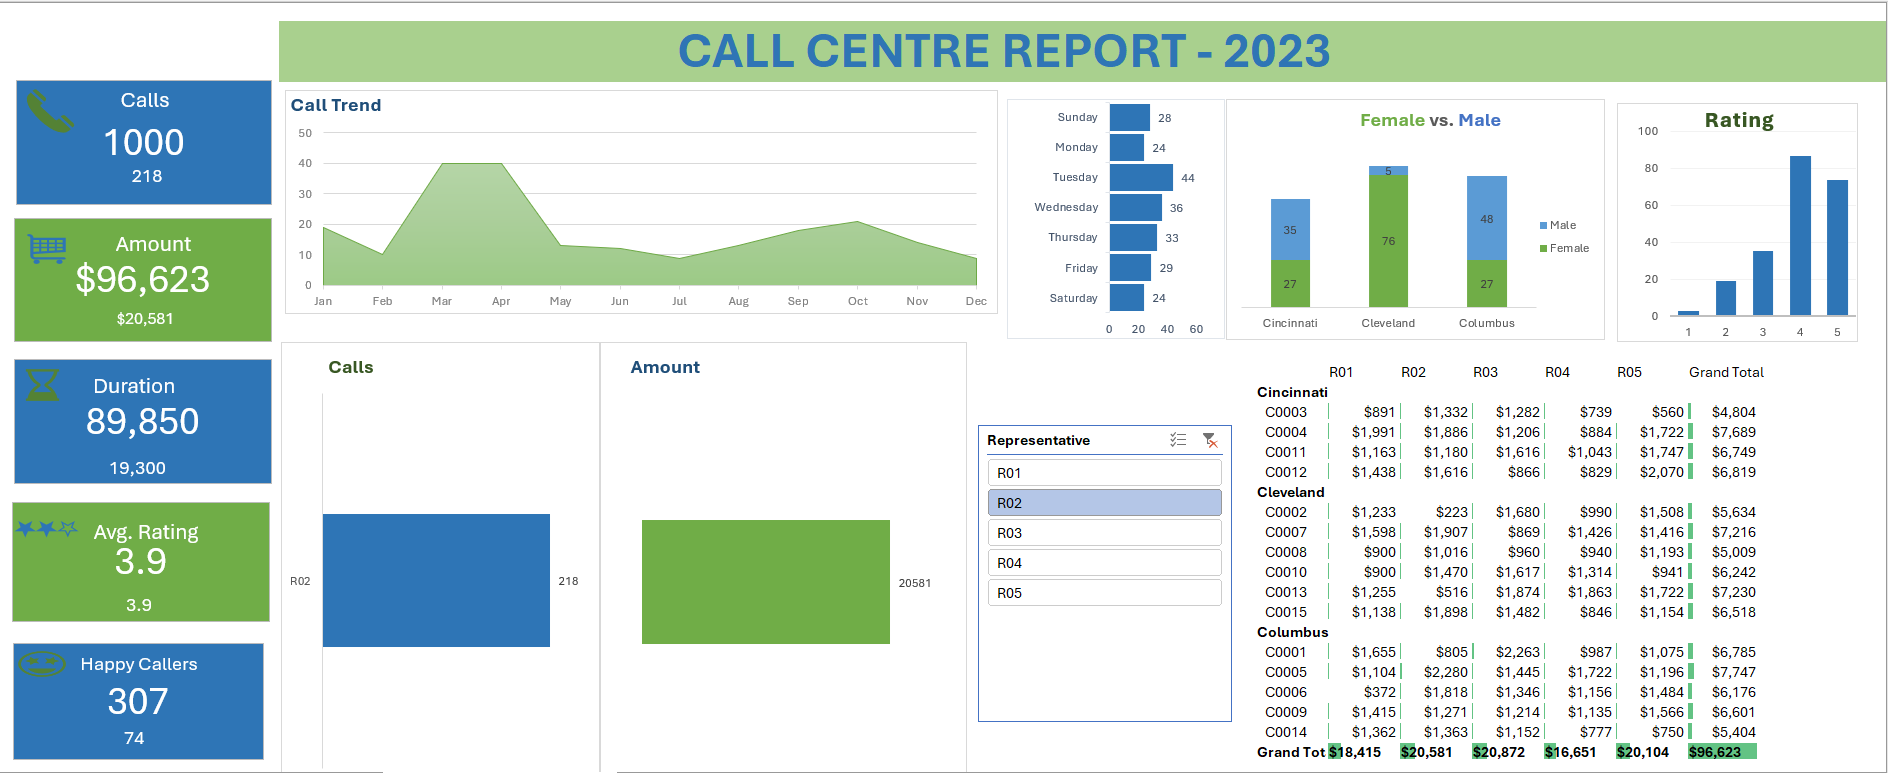 CALL CENTRE REPORT - 2023
Calls
1000
218
Amount
$96,623
$20,581
Duration
89,850
19,300
Avg. Rating
3.9
3.9
Happy Callers
307
74
Call Trend
50
40
30
20
10
0
Jan Feb Mar Apr May Jun Jul Aug Sep Oct Nov Dec
Sunday 28
Monday 24
Tuesday 44
Wednesday 36
Thursday 33
Friday 29
Saturday 24
0 20 40 60
Female vs. Male
35 5 48
27 76 27
Cincinnati Cleveland Columbus
Male
Female
Rating
100
80
60
40
20
0
1 2 3 4 5
Calls
R02 218
Amount
20581
Representative
R01
R02
R03
R04
R05
R01 R02 R03 R04 R05 Grand Total
Cincinnati
C0003 $891 $1,332 $1,282 $739 $560 $4,804
C0004 $1,991 $1,886 $1,206 $884 $1,722 $7,689
C0011 $1,163 $1,180 $1,616 $1,043 $1,747 $6,749
C0012 $1,438 $1,616 $866 $829 $2,070 $6,819
Cleveland
C0002 $1,233 $223 $1,680 $990 $1,508 $5,634
C0007 $1,598 $1,907 $869 $1,426 $1,416 $7,216
C0008 $900 $1,016 $960 $940 $1,193 $5,009
C0010 $900 $1,470 $1,617 $1,314 $941 $6,242
C0013 $1,255 $516 $1,874 $1,863 $1,722 $7,230
C0015 $1,138 $1,898 $1,482 $846 $1,154 $6,518
Columbus
C0001 $1,655 $805 $2,263 $987 $1,075 $6,785
C0005 $1,104 $2,280 $1,445 $1,722 $1,196 $7,747
C0006 $372 $1,818 $1,346 $1,156 $1,484 $6,176
C0009 $1,415 $1,271 $1,214 $1,135 $1,566 $6,601
C0014 $1,362 $1,363 $1,152 $777 $750 $5,404
Grand Tot $18,415 $20,581 $20,872 $16,651 $20,104 $96,623